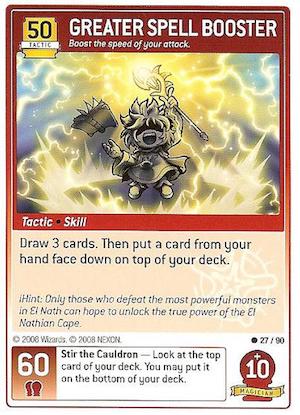 50
TACTIC
GREATER SPELL BOOSTER
Boost the speed of your attack.
Tactic • Skill
Draw 3 cards. Then put a card from your
hand face down on top of your deck.
iHint: Only those who defeat the most powerful monsters
in El Nath can hope to unlock the true power of the El
Nathian Cape.
© 2008 Wizards. © 2008 NEXON.
● 27 / 90
60
Stir the Cauldron — Look at the top
card of your deck. You may put it
on the bottom of your deck.
10
MAGICIAN